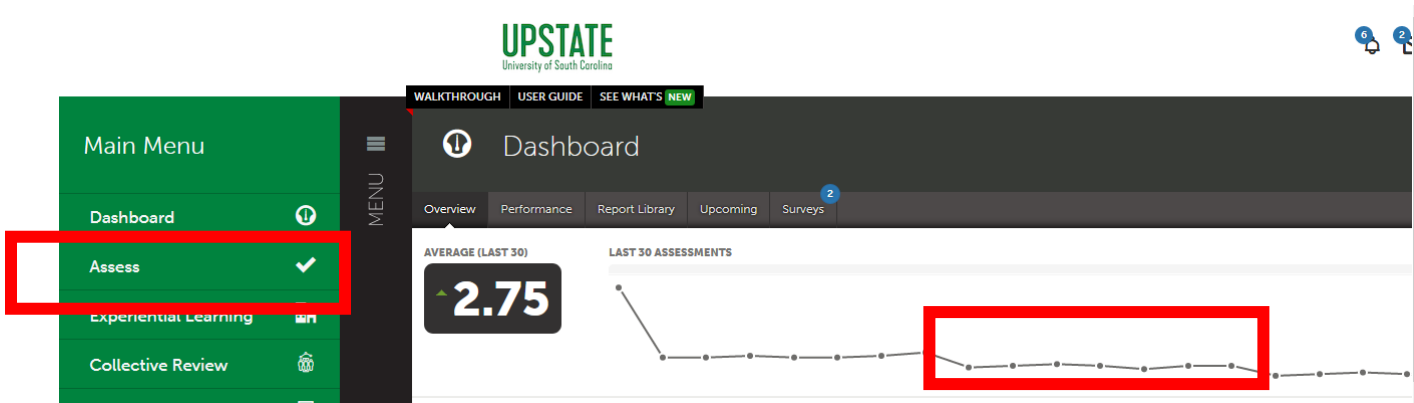 UPSTATE
University of South Carolina
6
2
WALKTHROUGH USER GUIDE SEE WHAT'S NEW
Main Menu
Dashboard
MENU
Dashboard
Assess
Experiential Learning
Collective Review
Overview Performance Report Library Upcoming Surveys 2
AVERAGE (LAST 30)
2.75
LAST 30 ASSESSMENTS